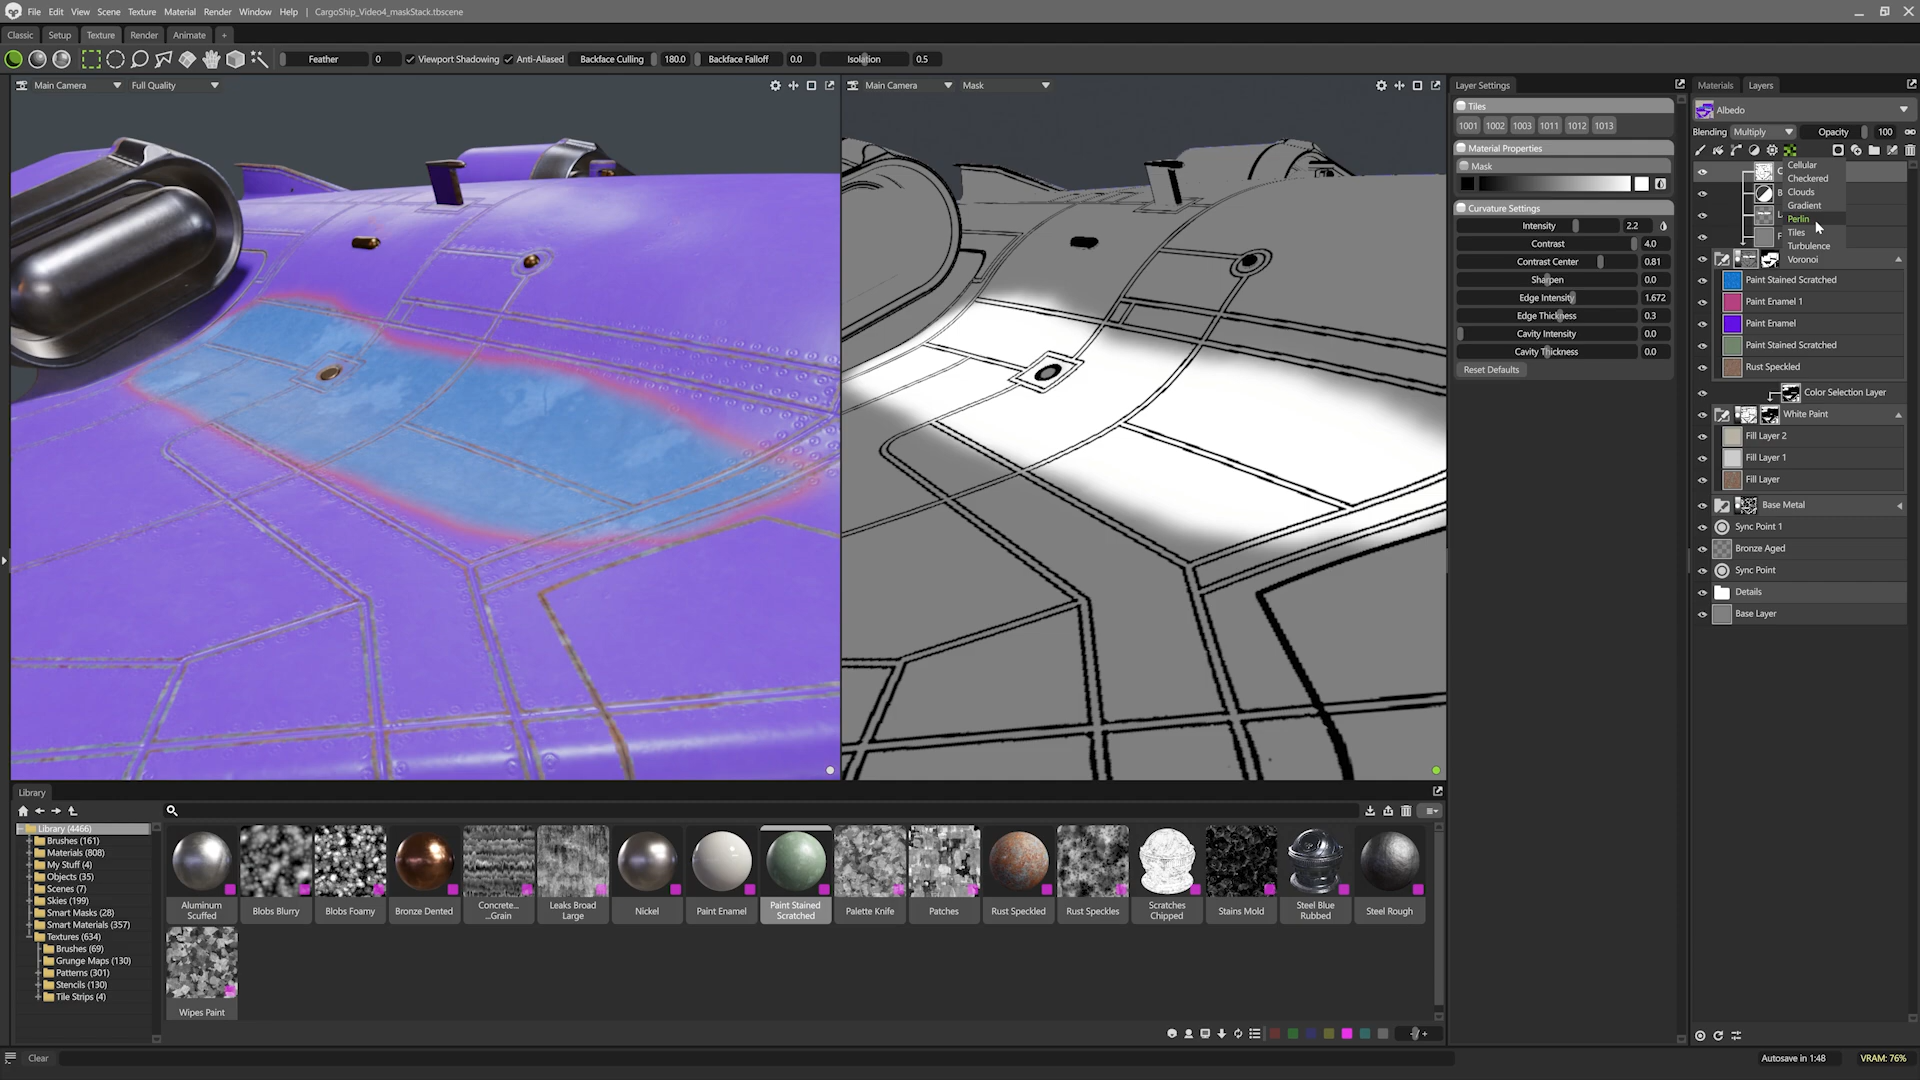 File Edit View Scene Texture Material Render Window Help | CargoShip_Video4_maskStack.tbscene
Classic Setup Texture Render Animate +
Feather 0 Viewport Shadowing Anti-Aliased Backface Culling 180.0 Backface Falloff 0.0 Isolation 0.5
Main Camera Full Quality
Main Camera Mask
Layer Settings
Tiles
1001 1002 1003 1011 1012 1013
Material Properties
Mask
Curvature Settings
Intensity 2.2
Contrast 4.0
Contrast Center 0.81
Sharpen 0.0
Edge Intensity 1.672
Edge Thickness 0.3
Cavity Intensity 0.0
Cavity Thickness 0.0
Reset Defaults
Materials Layers
Albedo
Blending Multiply Opacity 100
Cellular
Checkered
Clouds
Gradient
Perlin
Tiles
Turbulence
Voronoi
Paint Stained Scratched
Paint Enamel 1
Paint Enamel
Paint Stained Scratched
Rust Speckled
Color Selection Layer
White Paint
Fill Layer 2
Fill Layer 1
Fill Layer
Base Metal
Sync Point 1
Bronze Aged
Sync Point
Details
Base Layer
Library
Library (4466)
Brushes (161)
Materials (808)
My Stuff (4)
Objects (35)
Scenes (7)
Skies (199)
Smart Masks (28)
Smart Materials (357)
Textures (634)
Brushes (69)
Grunge Maps (130)
Patterns (301)
Stencils (130)
Tile Strips (4)
Aluminum Scuffed
Blobs Blurry
Blobs Foamy
Bronze Dented
Concrete... ...Grain
Leaks Broad Large
Nickel
Paint Enamel
Paint Stained Scratched
Palette Knife
Patches
Rust Speckled
Rust Speckles
Scratches Chipped
Stains Mold
Steel Blue Rubbed
Steel Rough
Wipes Paint
Clear
Autosave in 1:48 VRAM: 76%